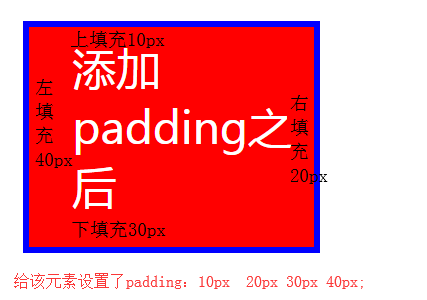 上填充10px
添加
padding之
后
左
填
充
40px
右
填
充
20px
下填充30px
给该元素设置了padding：10px  20px 30px 40px;